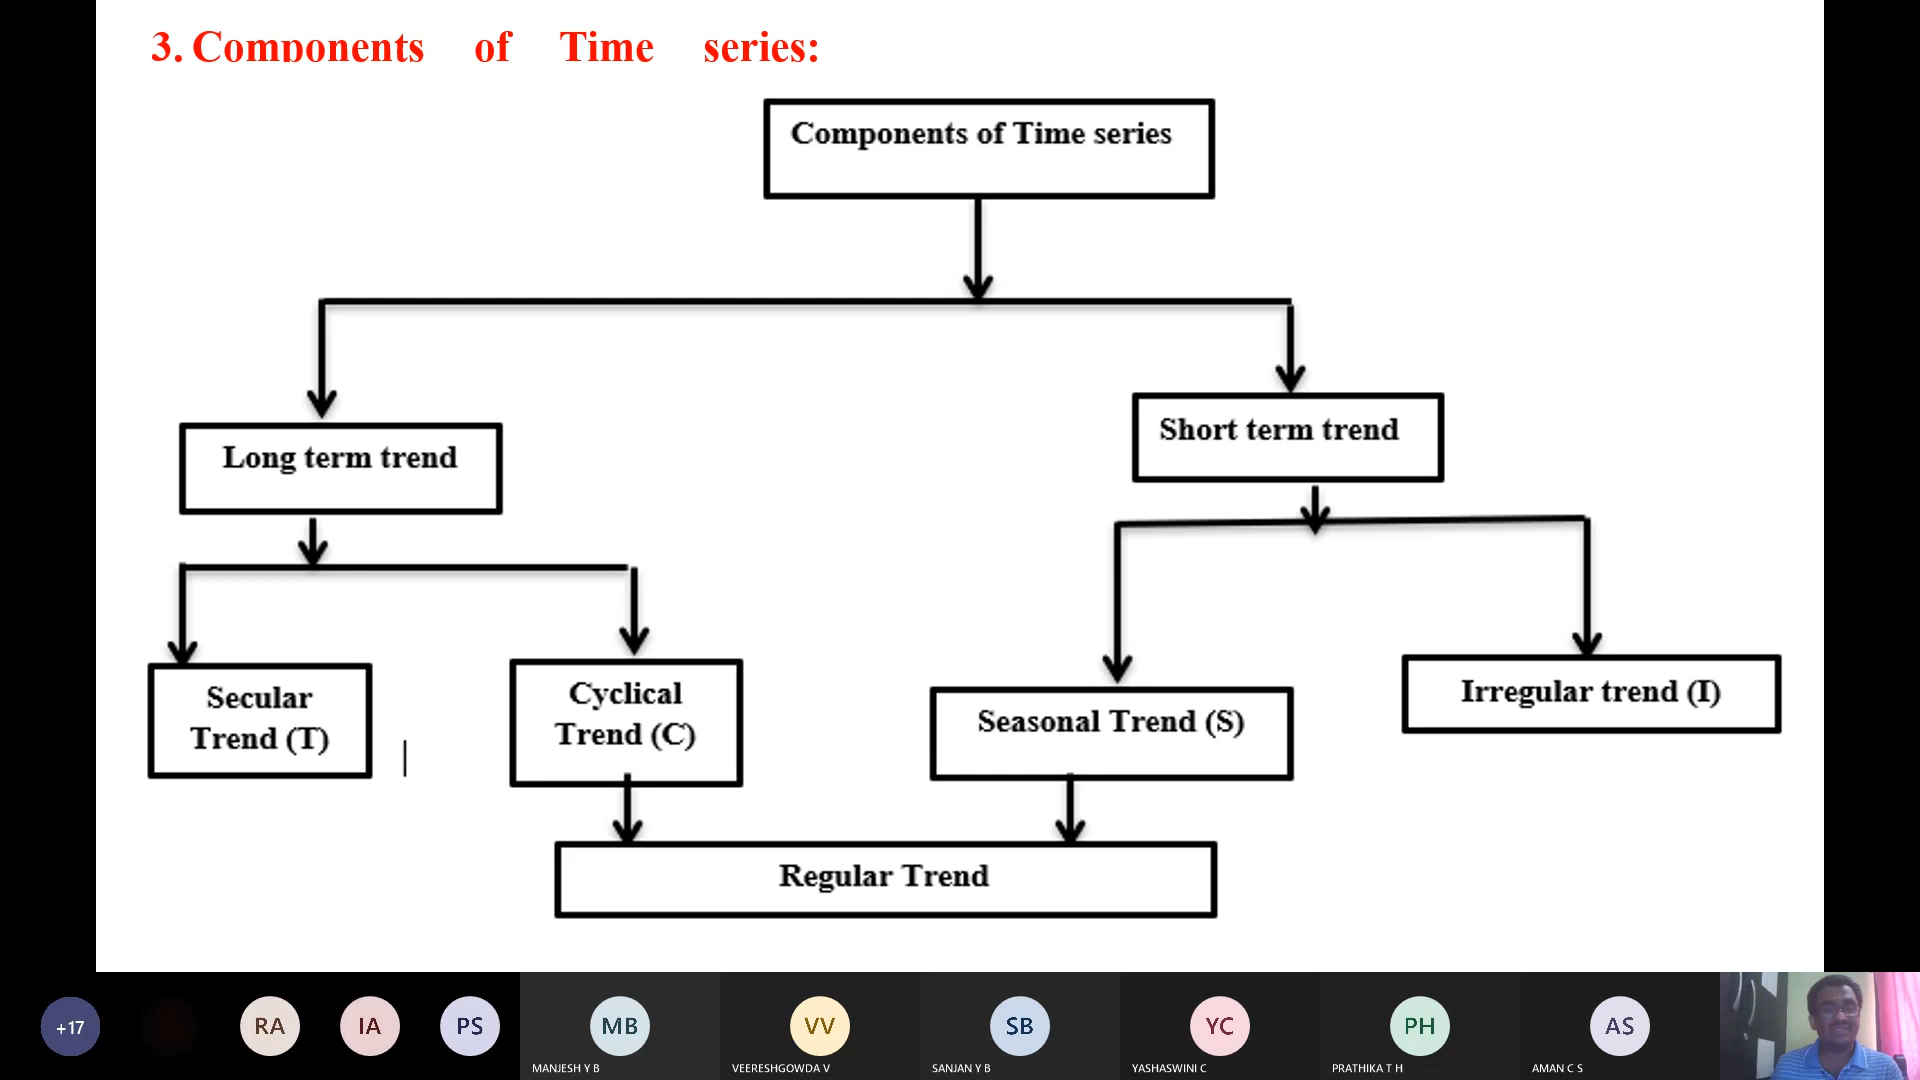 3. Components of Time series:
Components of Time series
Long term trend
Short term trend
Secular
Trend (T)
Cyclical
Trend (C)
Seasonal Trend (S)
Irregular trend (I)
Regular Trend
+17
RA
IA
PS
MB
VV
SB
YC
PH
AS
MANJESH Y B
VEERESHGOWDA V
SANJAN Y B
YASHASWINI C
PRATHIKA T H
AMAN C S